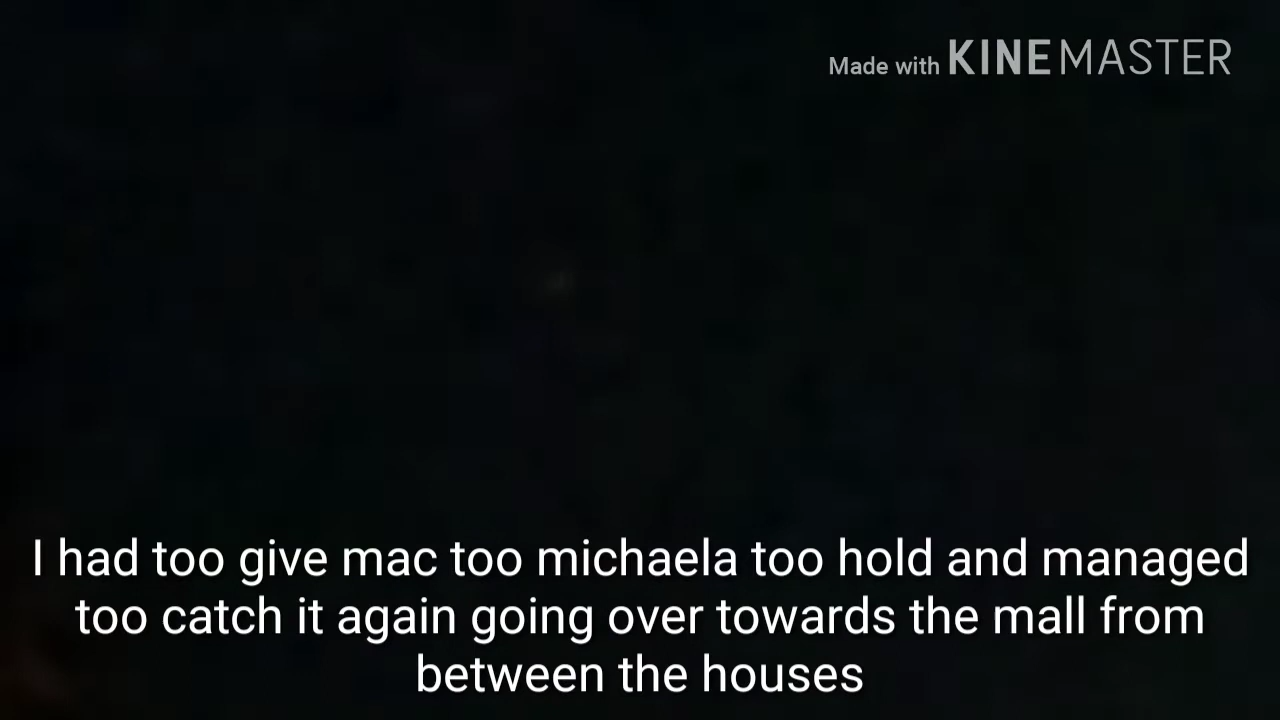 Made with KINEMASTER
I had too give mac too michaela too hold and managed
too catch it again going over towards the mall from
between the houses